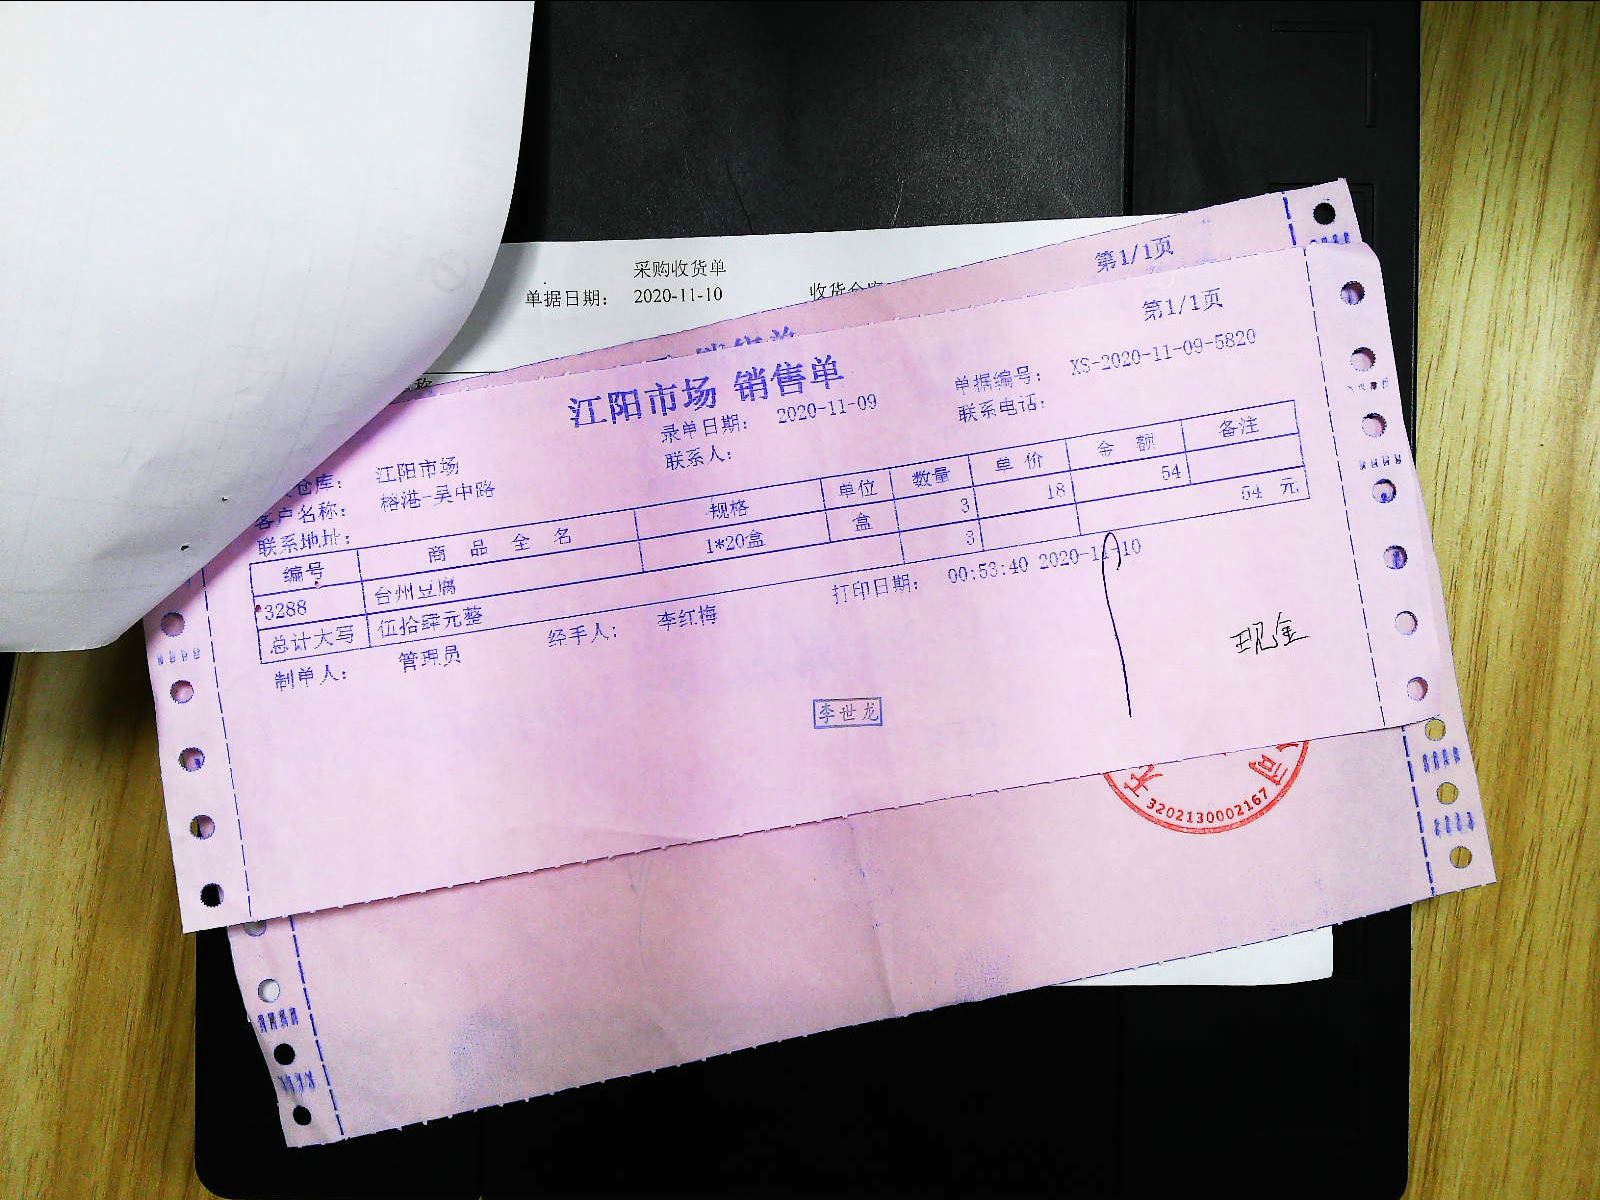 采购收货单
单据日期： 2020-11-10 收货仓库
第1/1页
第1/1页
江阳市场 销售单
单据编号： XS-2020-11-09-5820
录单日期： 2020-11-09
联系电话：
联系人：
仓库： 江阳市场
客户名称： 榕港-吴中路
联系地址：
编号 商品全名 规格 单位 数量 单价 金额 备注
3288 台州豆腐 1*20盒 盒 3 18 54
总计大写 伍拾肆元整 3 54 元
制单人： 管理员 经手人： 李红梅 打印日期： 00:53:40 2020-11-10
现金
李世龙
3202130002167